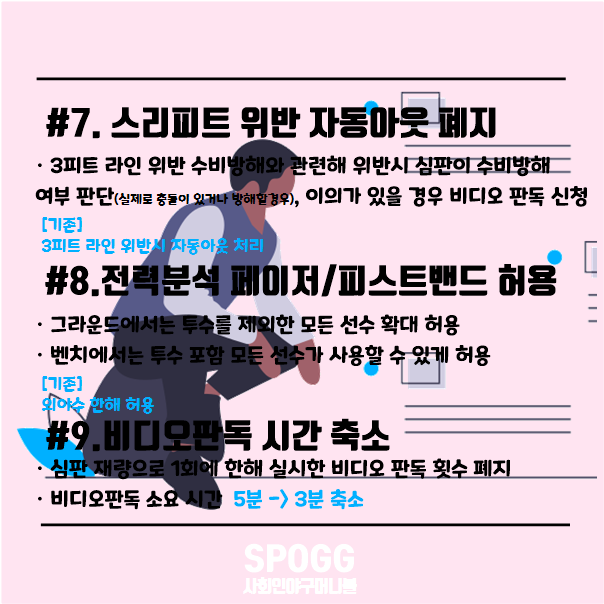 #7. 스리피트 위반 자동아웃 폐지
· 3피트 라인 위반 수비방해와 관련해 위반시 심판이 수비방해
여부 판단(실제로 충돌이 있거나 방해할경우), 이의가 있을 경우 비디오 판독 신청
[기존]
3피트 라인 위반시 자동아웃 처리
#8.전력분석 페이저/피스트밴드 허용
· 그라운드에서는 투수를 제외한 모든 선수 확대 허용
· 벤치에서는 투수 포함 모든 선수가 사용할 수 있게 허용
[기존]
외야수 한해 허용
#9.비디오판독 시간 축소
· 심판 재량으로 1회에 한해 실시한 비디오 판독 횟수 폐지
· 비디오판독 소요 시간 5분 -> 3분 축소
SPOGG
사회인야구머니볼